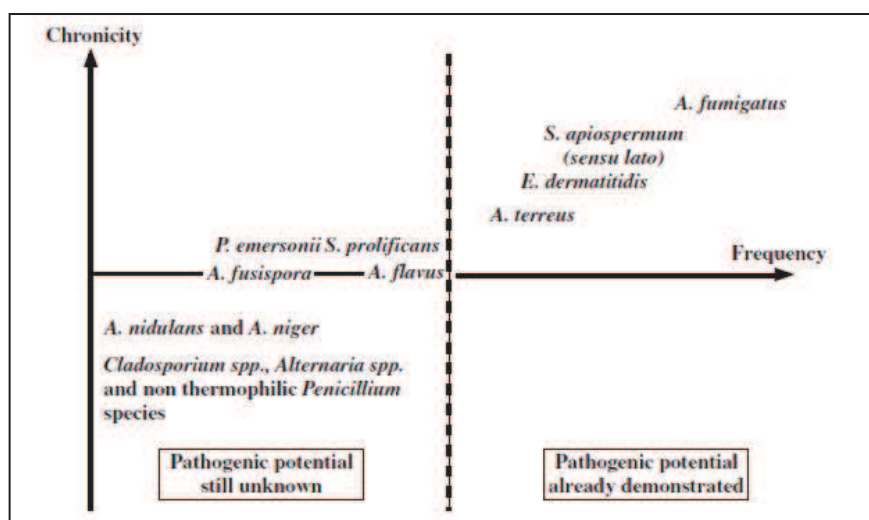 Chronicity
A. fumigatus
S. apiospermum
(sensu lato)
E. dermatitidis
A. terreus
P. emersonii S. prolificans
Frequency
A. fusispora
A. flavus
A. nidulans and A. niger
Cladosporium spp., Alternaria spp.
and non thermophilic Penicillium
species
Pathogenic potential
still unknown
Pathogenic potential
already demonstrated